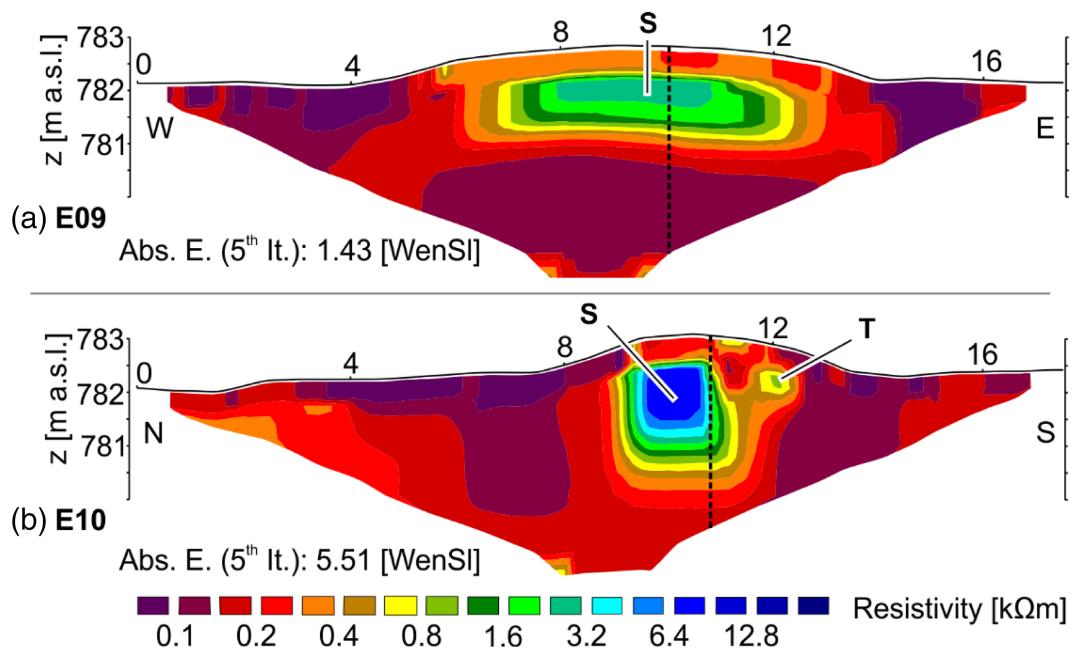 S
783
0
4
8
12
16
782
781
z [m a.s.l.]
W
E
(a) E09
Abs. E. (5th It.): 1.43 [WenSl]
S
T
783
0
4
8
12
16
782
781
z [m a.s.l.]
N
S
(b) E10
Abs. E. (5th It.): 5.51 [WenSl]
Resistivity [kΩm]
0.1 0.2 0.4 0.8 1.6 3.2 6.4 12.8